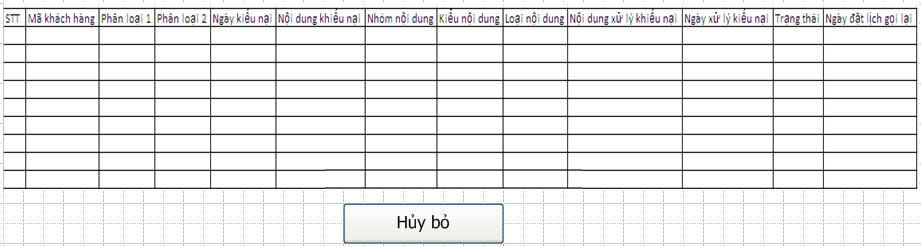 STT Mã khách hàng Phân loại 1 Phân loại 2 Ngày kiểu nại Nội dung khiếu nại Nhóm nội dung Kiểu nội dung Loại nội dung Nội dung xử lý khiếu nại Ngày xử lý kiếu nại Trạng thái Ngày đặt lịch gọi lại
Hủy bỏ